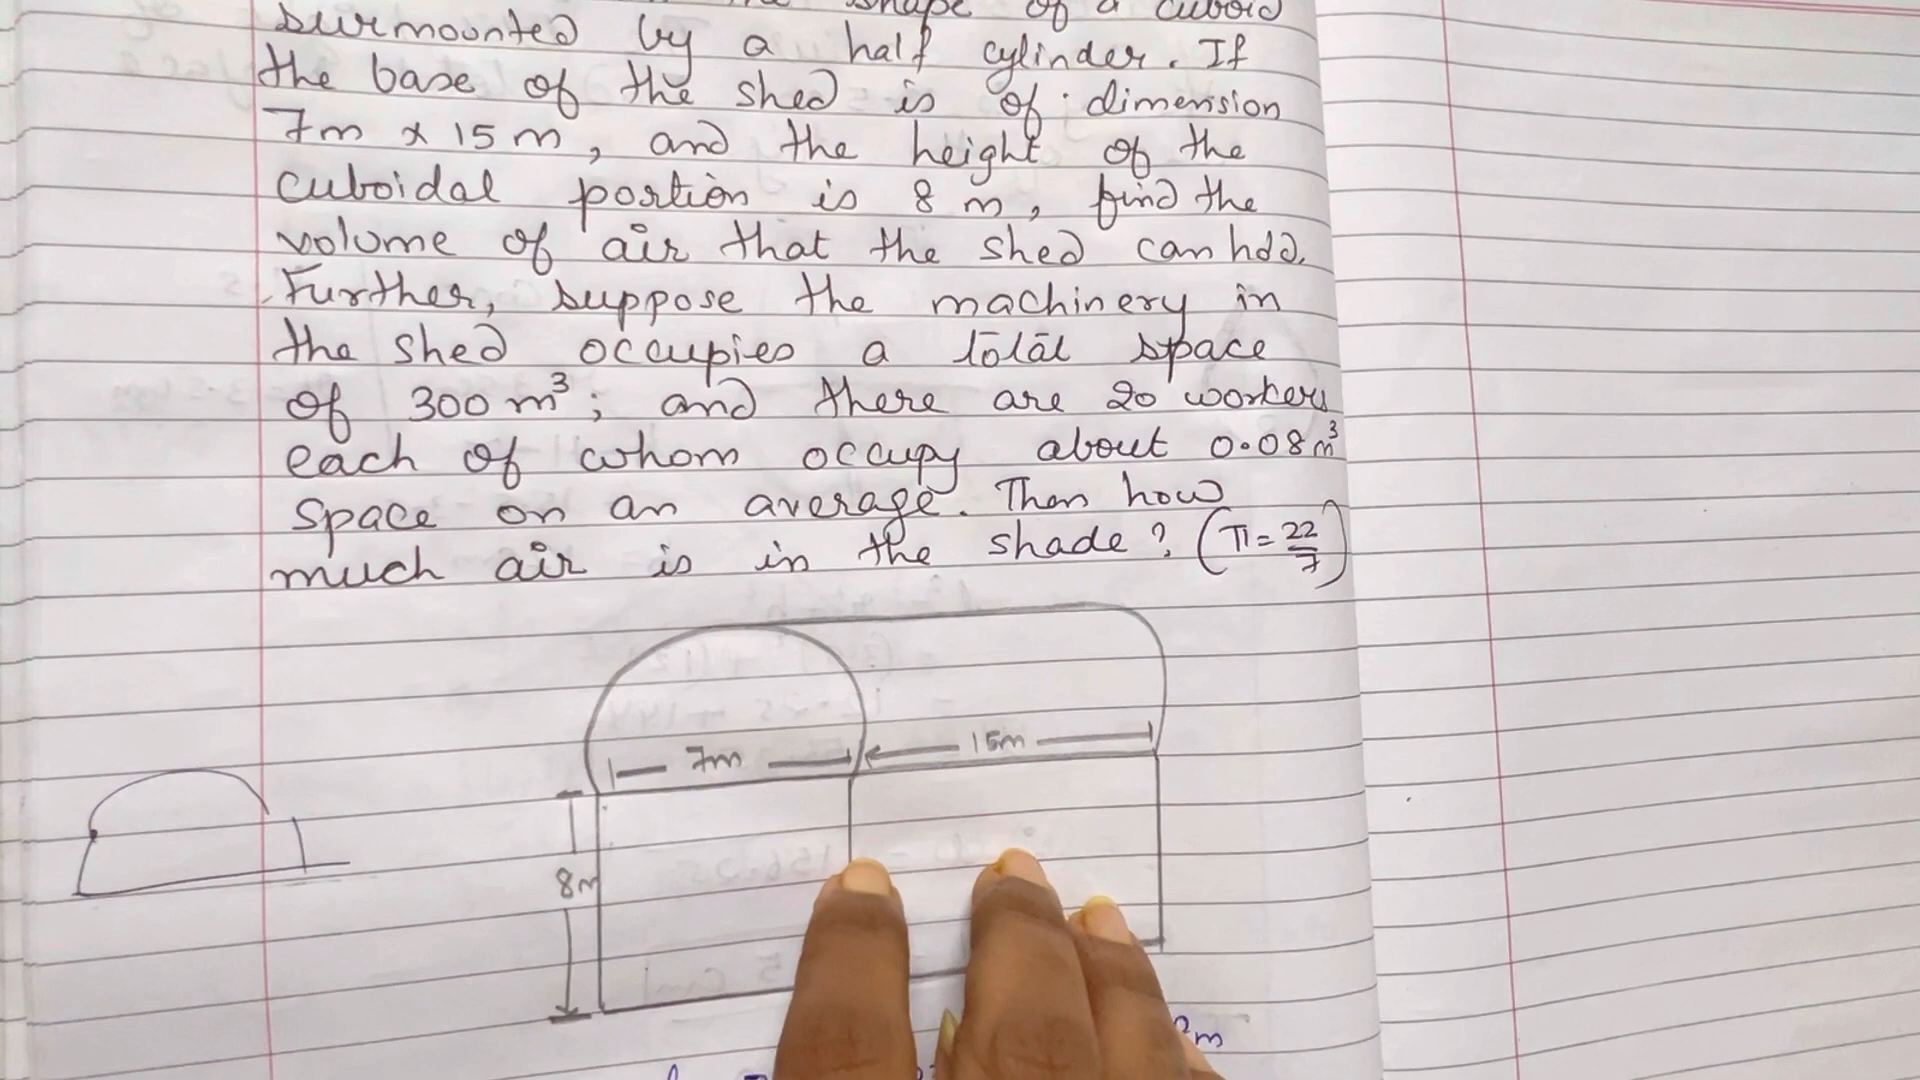 shape of a cuboid
surmounted by a half cylinder. If
the base of the shed is of dimension
7m x 15 m, and the height of the
cuboidal portion is 8 m, find the
volume of air that the shed can hold.
Further, suppose the machinery in
the shed occupies a total space
of 300 m³; and there are 20 workers
each of whom occupy about 0.08 m³
space on an average. Then how
much air is in the shade? (π = 22/7)
7m
15m
8m